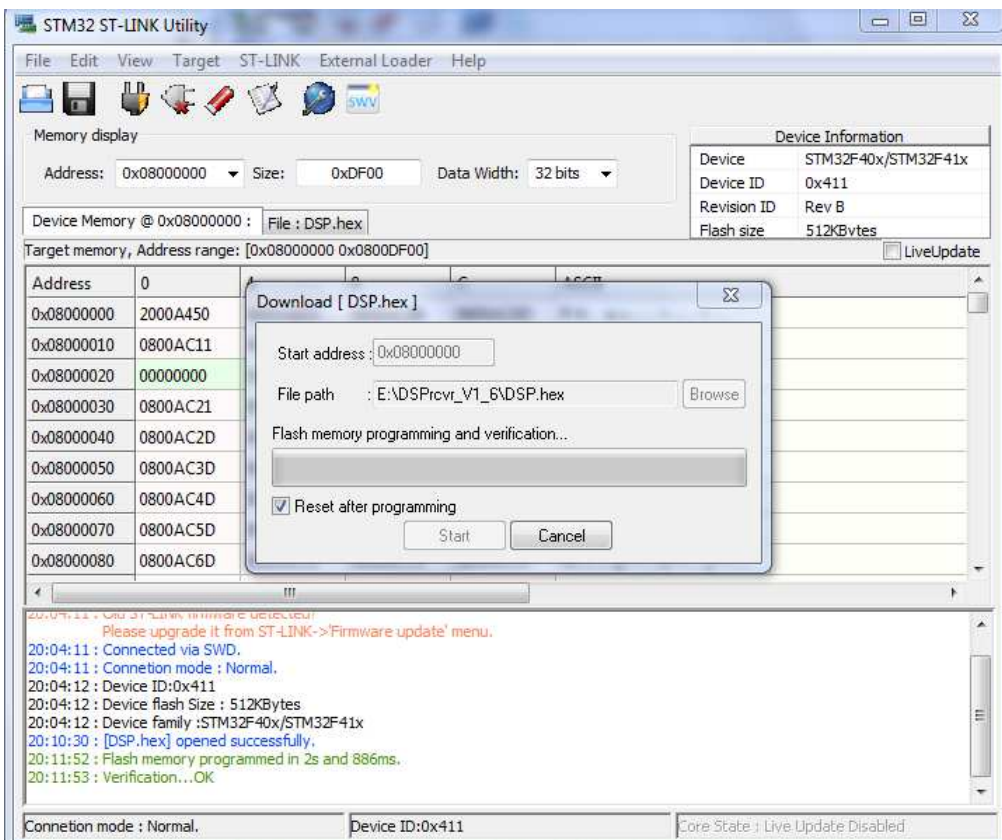 STM32 ST-LINK Utility
File Edit View Target ST-LINK External Loader Help
SWV
Memory display
Address: 0x08000000 Size: 0xDF00 Data Width: 32 bits
Device Information
Device STM32F40x/STM32F41x
Device ID 0x411
Revision ID Rev B
Flash size 512KBytes
Device Memory @ 0x08000000 : File : DSP.hex
Target memory, Address range: [0x08000000 0x0800DF00]
LiveUpdate
Address 0
0x08000000 2000A450
0x08000010 0800AC11
0x08000020 00000000
0x08000030 0800AC21
0x08000040 0800AC2D
0x08000050 0800AC3D
0x08000060 0800AC4D
0x08000070 0800AC5D
0x08000080 0800AC6D
Download [ DSP.hex ]
Start address : 0x08000000
File path : E:\DSPrcvr_V1_6\DSP.hex Browse
Flash memory programming and verification...
Reset after programming
Start Cancel
20:04:11 : Old ST-LINK firmware detected!
Please upgrade it from ST-LINK->'Firmware update' menu.
20:04:11 : Connected via SWD.
20:04:11 : Connetion mode : Normal.
20:04:12 : Device ID:0x411
20:04:12 : Device flash Size : 512KBytes
20:04:12 : Device family :STM32F40x/STM32F41x
20:10:30 : [DSP.hex] opened successfully.
20:11:52 : Flash memory programmed in 2s and 886ms.
20:11:53 : Verification...OK
Connetion mode : Normal. Device ID:0x411 Core State : Live Update Disabled